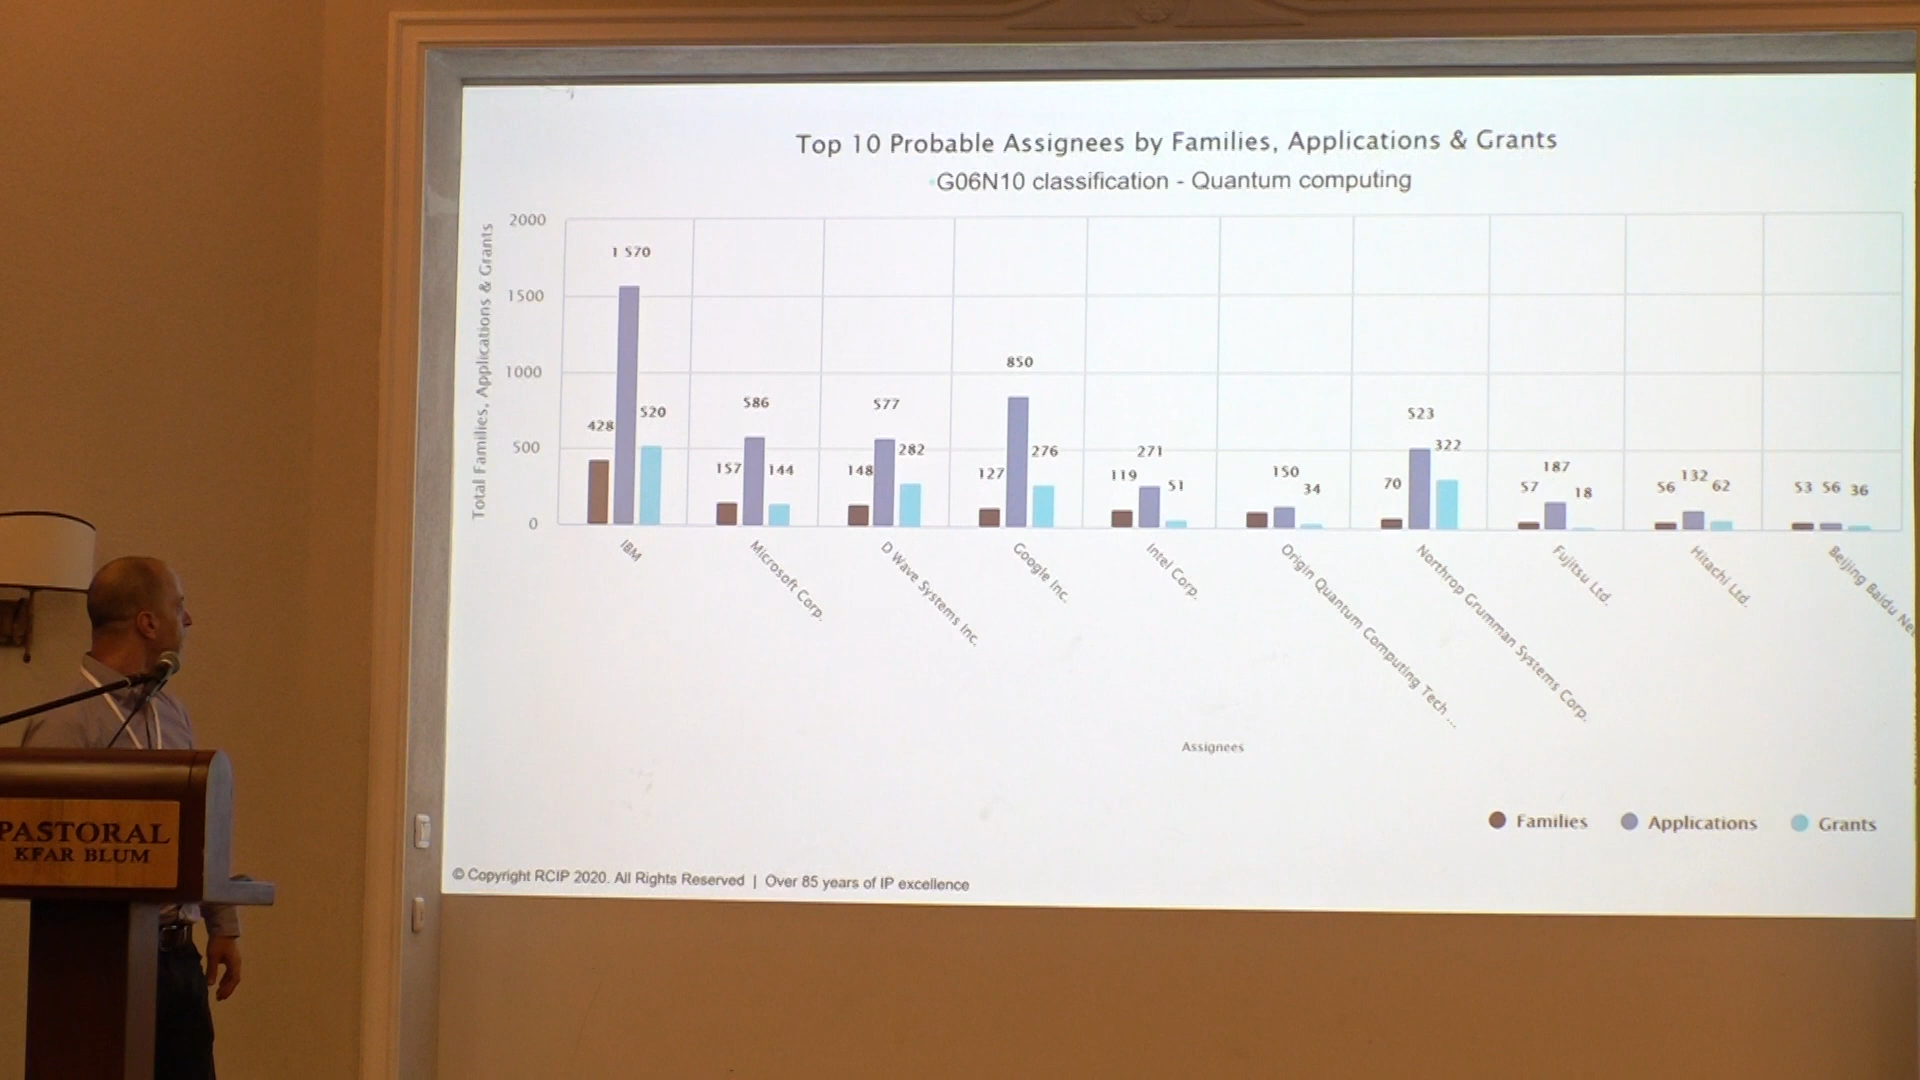 Top 10 Probable Assignees by Families, Applications & Grants
G06N10 classification - Quantum computing
Total Families, Applications & Grants
2000
1500
1000
500
0
428 1 570 520
157 586 144
148 577 282
127 850 276
119 271 51
150 34
70 523 322
57 187 18
56 132 62
53 56 36
IBM
Microsoft Corp.
D Wave Systems Inc.
Google Inc.
Intel Corp.
Origin Quantum Computing Tech ...
Northrop Grumman Systems Corp.
Fujitsu Ltd.
Hitachi Ltd.
Beijing Baidu Net
Assignees
Families Applications Grants
© Copyright RCIP 2020. All Rights Reserved | Over 85 years of IP excellence
PASTORAL
KFAR BLUM